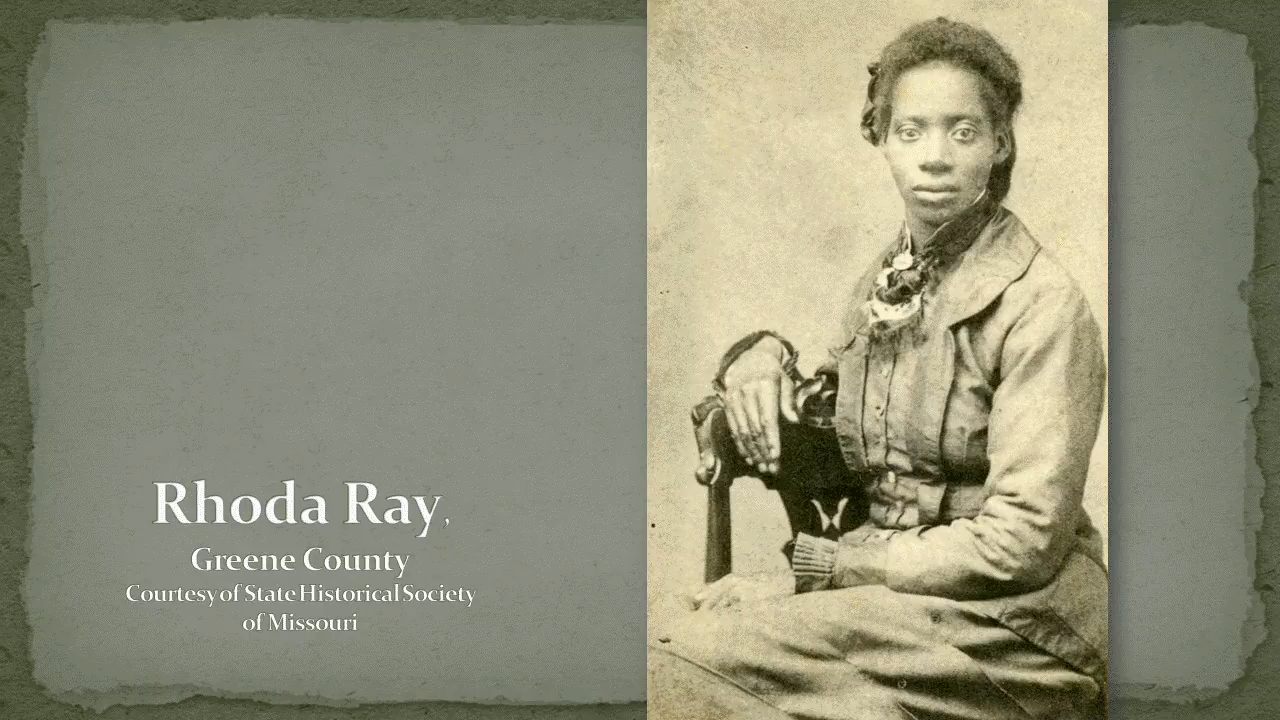 Rhoda Ray,
Greene County
Courtesy of State Historical Society
of Missouri